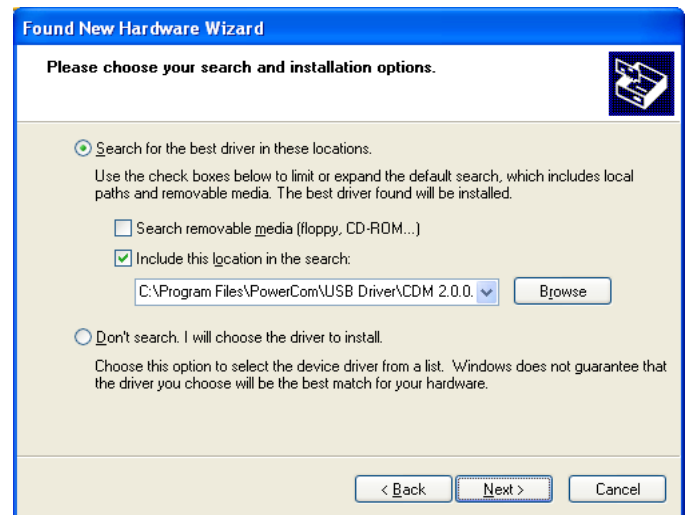 Found New Hardware Wizard
Please choose your search and installation options.
Search for the best driver in these locations.
Use the check boxes below to limit or expand the default search, which includes local
paths and removable media. The best driver found will be installed.
Search removable media (floppy, CD-ROM...)
Include this location in the search:
C:\Program Files\PowerCom\USB Driver\CDM 2.0.0.
Browse
Don't search. I will choose the driver to install.
Choose this option to select the device driver from a list. Windows does not guarantee that
the driver you choose will be the best match for your hardware.
< Back Next > Cancel